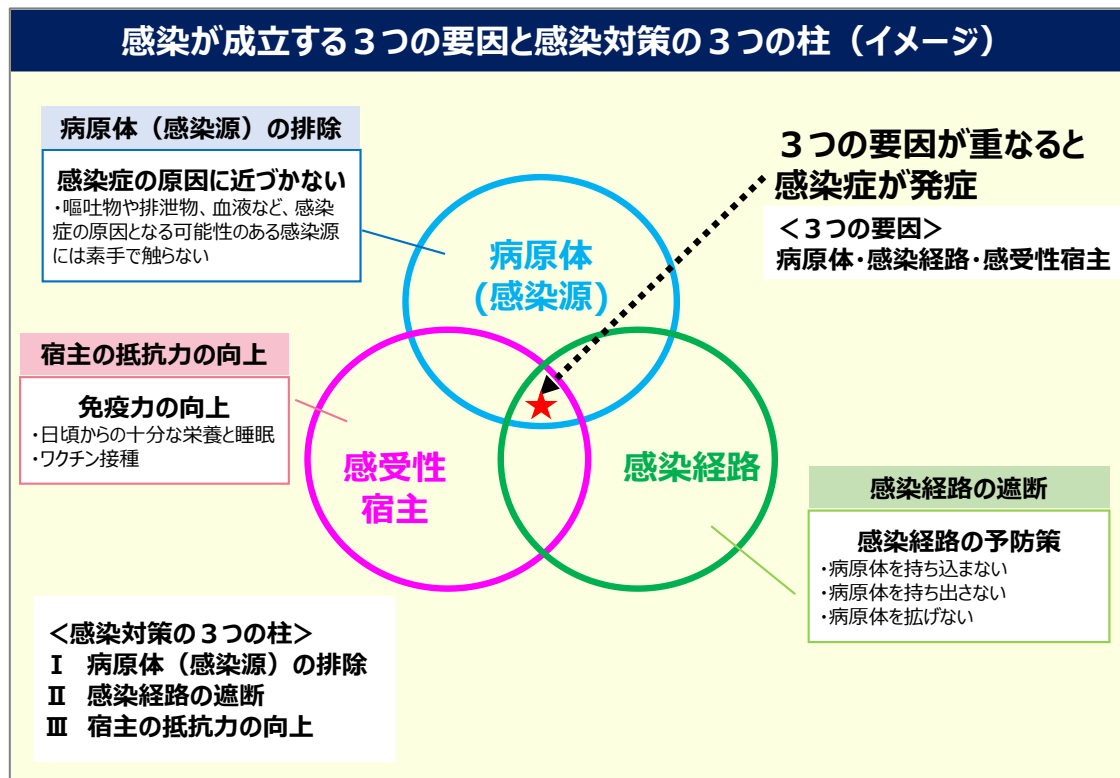 感染が成立する３つの要因と感染対策の３つの柱（イメージ）
病原体（感染源）の排除
感染症の原因に近づかない
・嘔吐物や排泄物、血液など、感染
症の原因となる可能性のある感染源
には素手で触らない
３つの要因が重なると
感染症が発症
＜３つの要因＞
病原体・感染経路・感受性宿主
病原体
(感染源)
宿主の抵抗力の向上
免疫力の向上
・日頃からの十分な栄養と睡眠
・ワクチン接種
感受性
宿主
感染経路
感染経路の遮断
感染経路の予防策
・病原体を持ち込まない
・病原体を持ち出さない
・病原体を拡げない
＜感染対策の３つの柱＞
Ⅰ　病原体（感染源）の排除
Ⅱ　感染経路の遮断
Ⅲ　宿主の抵抗力の向上